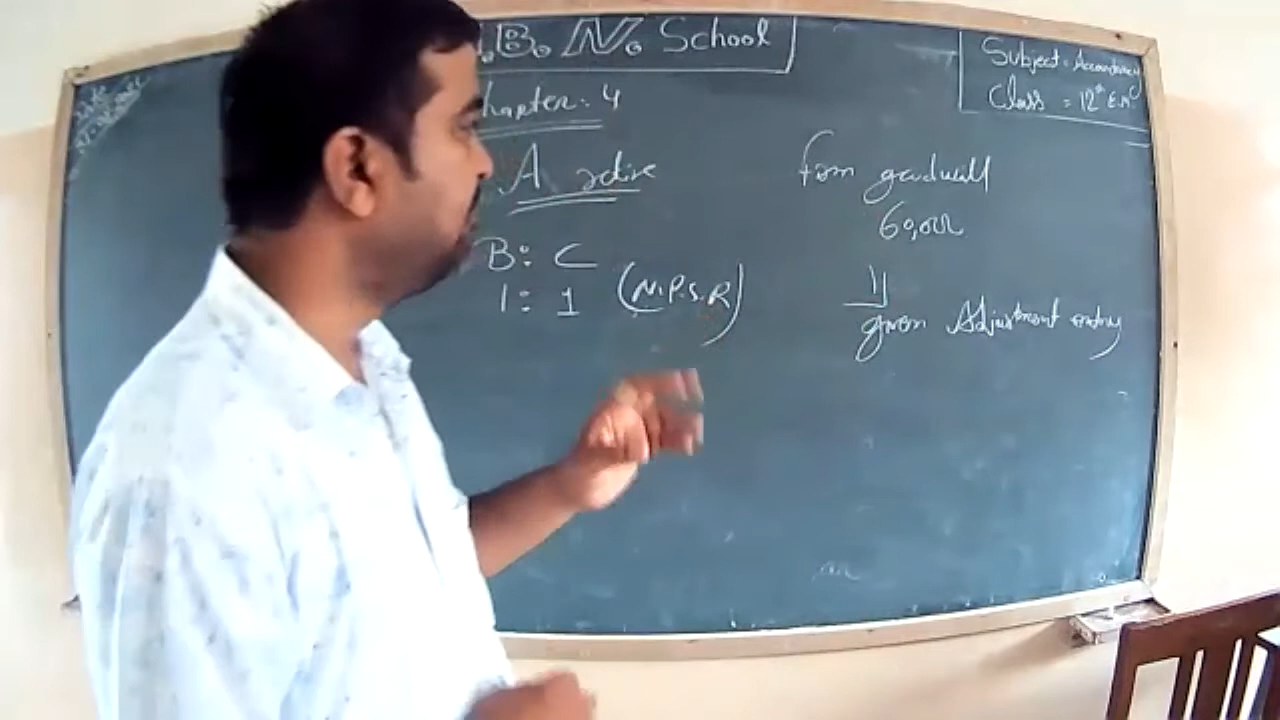 .B.N. School
Subject = Accountancy
Class = 12th E.M
Chapter: 4
A retire
B: C
1: 1 (N.P.S.R)
firm goodwill
60,000
given Adjustment entry